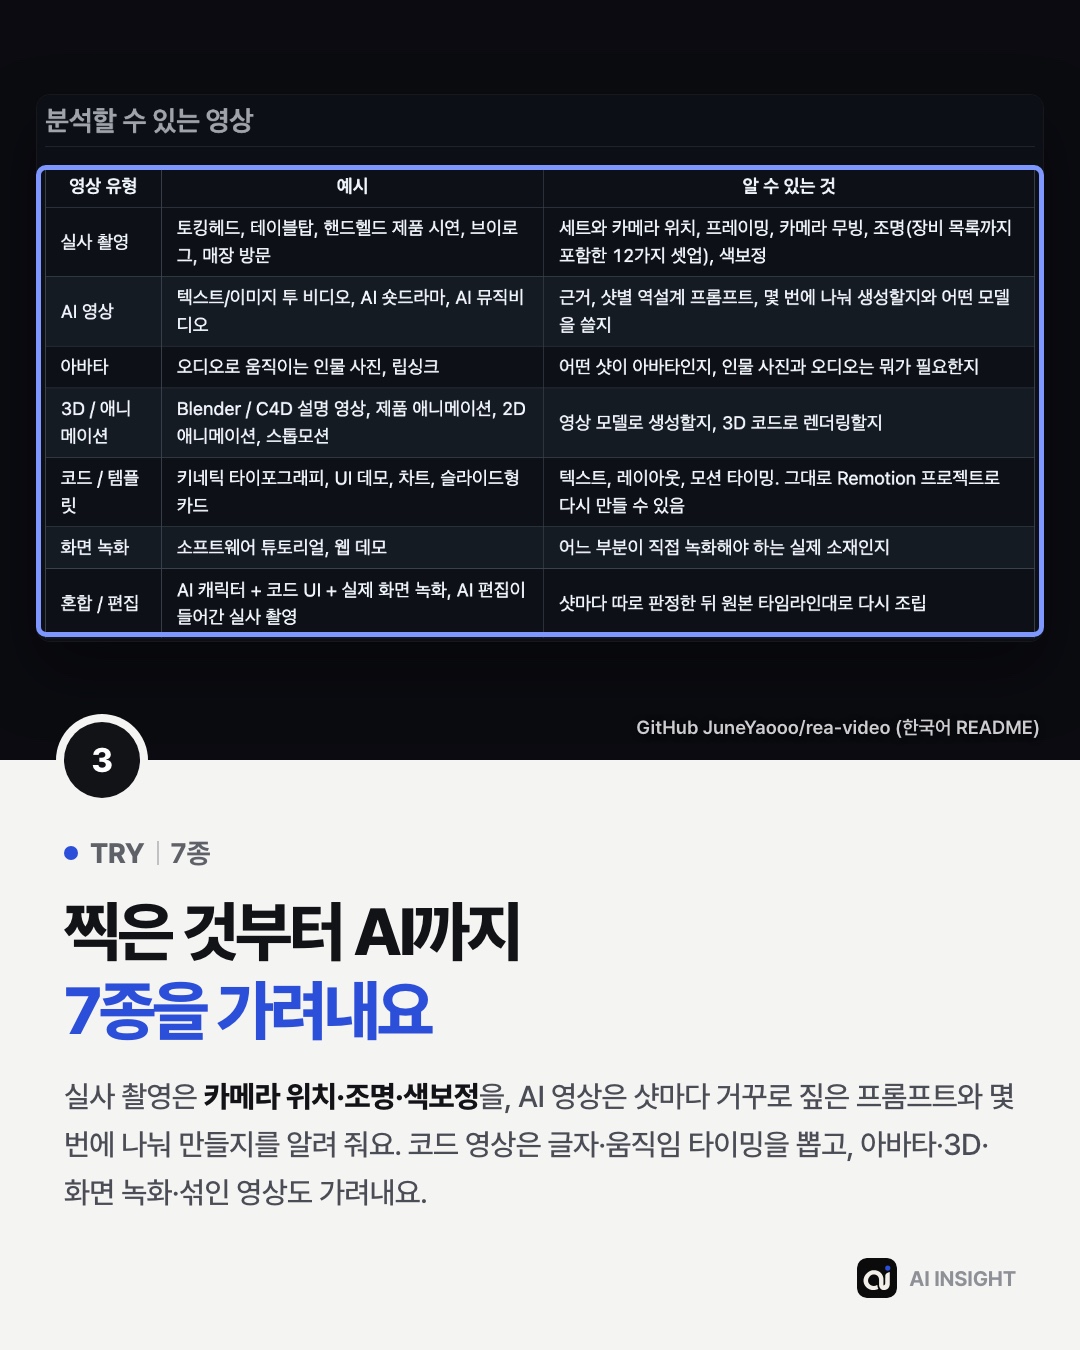 분석할 수 있는 영상
영상 유형
예시
알 수 있는 것
실사 촬영
토킹헤드, 테이블탑, 핸드헬드 제품 시연, 브이로
그, 매장 방문
세트와 카메라 위치, 프레이밍, 카메라 무빙, 조명(장비 목록까지
포함한 12가지 셋업), 색보정
AI 영상
텍스트/이미지 투 비디오, AI 숏드라마, AI 뮤직비
디오
근거, 샷별 역설계 프롬프트, 몇 번에 나눠 생성할지와 어떤 모델
을 쓸지
아바타
오디오로 움직이는 인물 사진, 립싱크
어떤 샷이 아바타인지, 인물 사진과 오디오는 뭐가 필요한지
3D / 애니
메이션
Blender / C4D 설명 영상, 제품 애니메이션, 2D
애니메이션, 스톱모션
영상 모델로 생성할지, 3D 코드로 렌더링할지
코드 / 템플
릿
키네틱 타이포그래피, UI 데모, 차트, 슬라이드형
카드
텍스트, 레이아웃, 모션 타이밍. 그대로 Remotion 프로젝트로
다시 만들 수 있음
화면 녹화
소프트웨어 튜토리얼, 웹 데모
어느 부분이 직접 녹화해야 하는 실제 소재인지
혼합 / 편집
AI 캐릭터 + 코드 UI + 실제 화면 녹화, AI 편집이
들어간 실사 촬영
샷마다 따로 판정한 뒤 원본 타임라인대로 다시 조립
GitHub JuneYaooo/rea-video (한국어 README)
3
TRY | 7종
찍은 것부터 AI까지
7종을 가려내요
실사 촬영은 카메라 위치·조명·색보정을, AI 영상은 샷마다 거꾸로 짚은 프롬프트와 몇
번에 나눠 만들지를 알려 줘요. 코드 영상은 글자·움직임 타이밍을 뽑고, 아바타·3D·
화면 녹화·섞인 영상도 가려내요.
ai AI INSIGHT